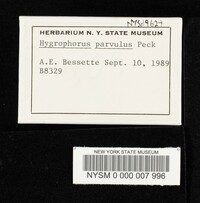 HERBARIUM N. Y. STATE MUSEUM
Hygrophorus parvulus Peck
A.E. Bessette Sept. 10, 1989
B8329
NEW YORK STATE MUSEUM
NYSM 0 000 007 996